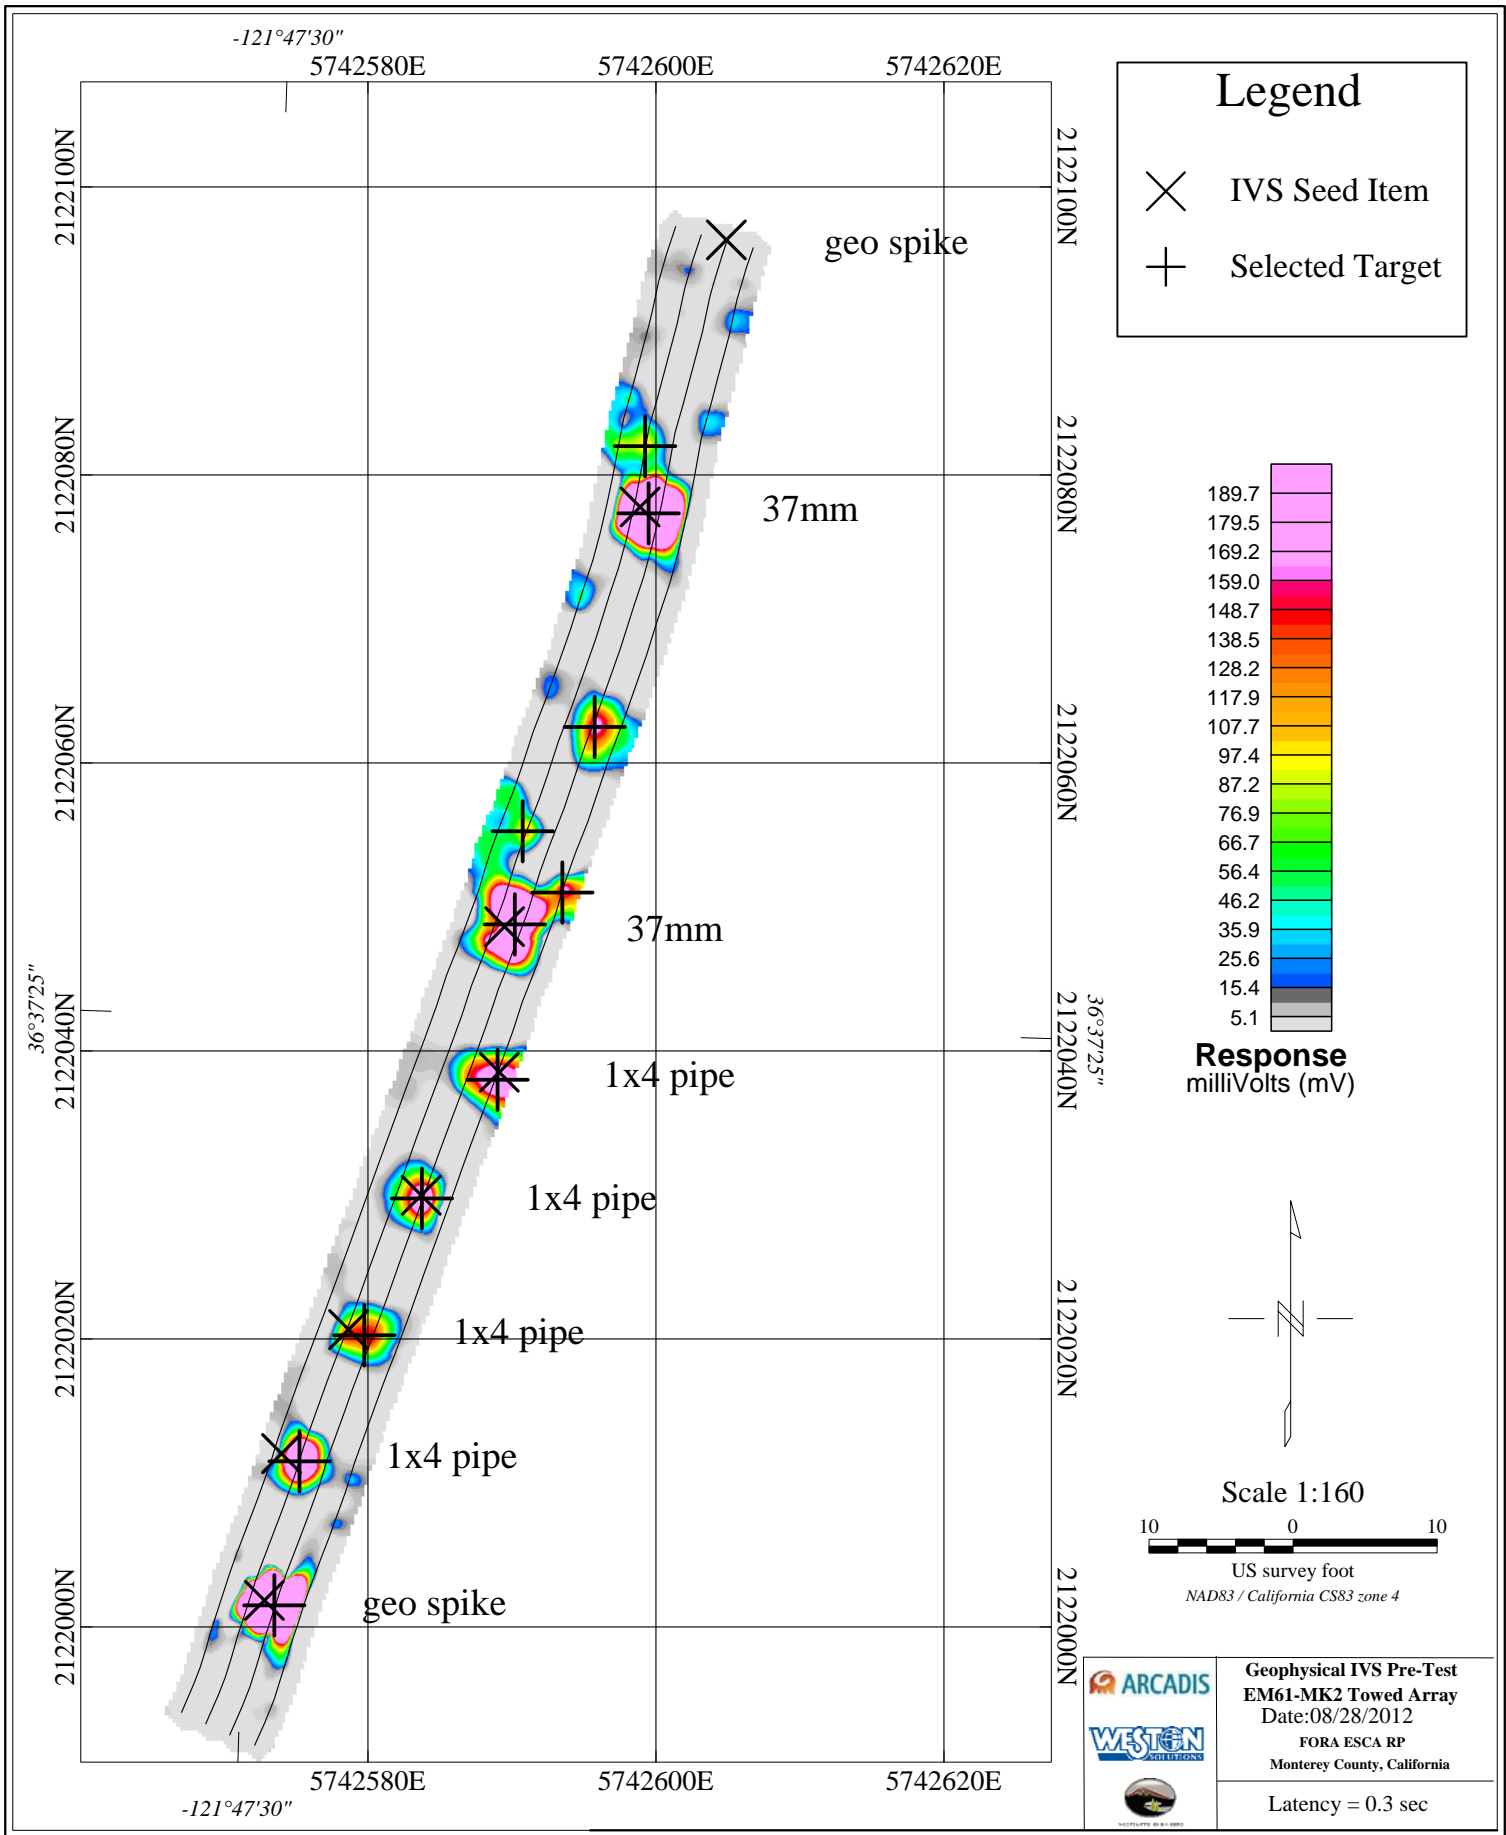 -121°47'30"
5742580E 5742600E 5742620E
Legend
IVS Seed Item
Selected Target
2122100N
2122100N
geo spike
2122080N
2122080N
37mm
189.7
179.5
169.2
159.0
148.7
138.5
128.2
117.9
107.7
97.4
87.2
76.9
66.7
56.4
46.2
35.9
25.6
15.4
5.1
Response
milliVolts (mV)
2122060N
2122060N
37mm
36°37'25"
36°37'25"
2122040N
2122040N
1x4 pipe
1x4 pipe
2122020N
2122020N
1x4 pipe
1x4 pipe
2122000N
2122000N
geo spike
N
Scale 1:160
10 0 10
US survey foot
NAD83 / California CS83 zone 4
5742580E 5742600E 5742620E
-121°47'30"
ARCADIS
WESTON
SOLUTIONS
Geophysical IVS Pre-Test
EM61-MK2 Towed Array
Date:08/28/2012
FORA ESCA RP
Monterey County, California
Latency = 0.3 sec